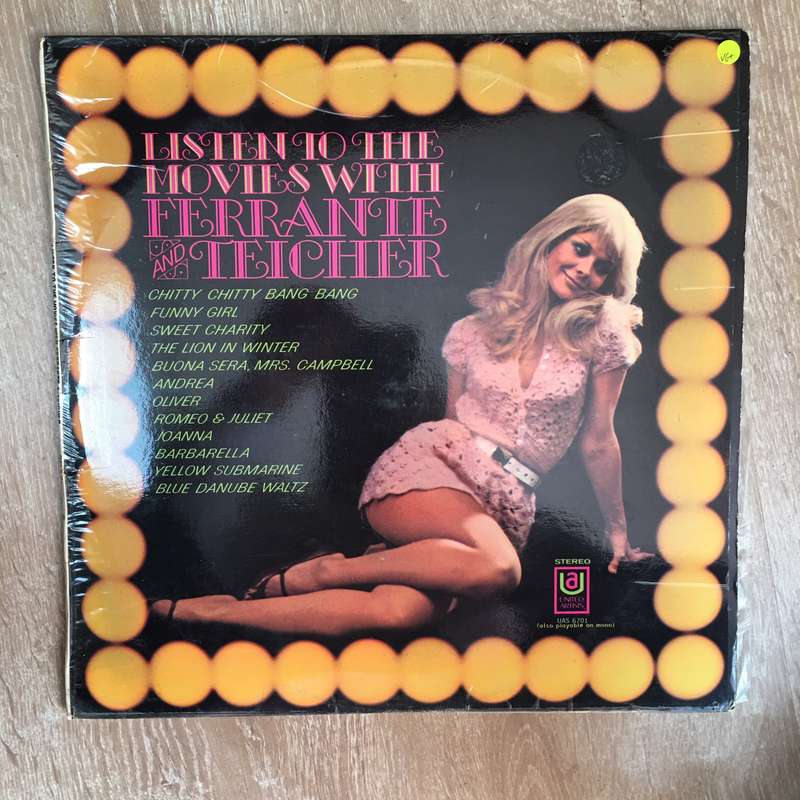 LISTEN TO THE
MOVIES WITH
FERRANTE
AND TEICHER
CHITTY CHITTY BANG BANG
FUNNY GIRL
SWEET CHARITY
THE LION IN WINTER
BUONA SERA, MRS. CAMPBELL
ANDREA
OLIVER
ROMEO & JULIET
JOANNA
BARBARELLA
YELLOW SUBMARINE
BLUE DANUBE WALTZ
STEREO
UA
UNITED
ARTISTS
UAS 6701
(also playable on mono)